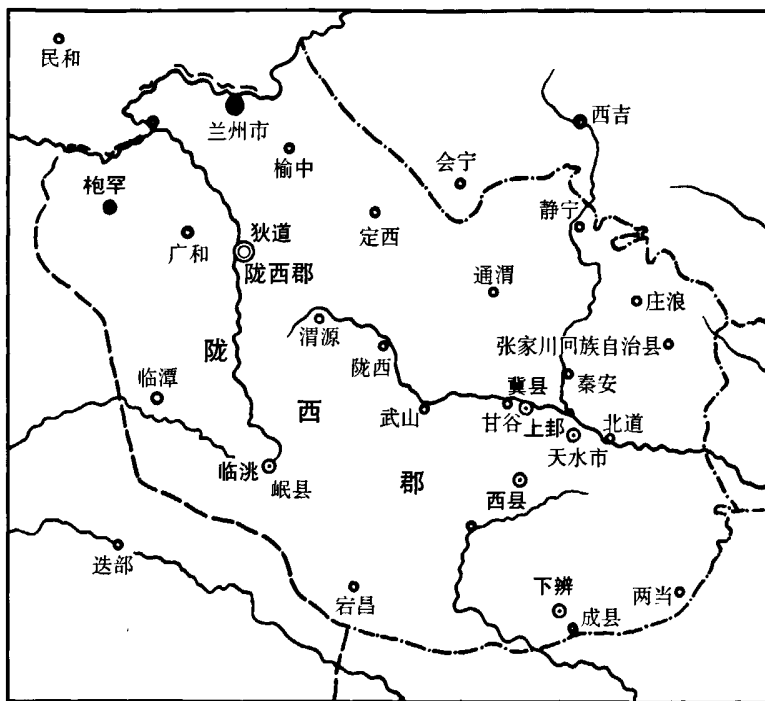 民和
兰州市
西吉
榆中
会宁
枹罕
定西
静宁
狄道
广和
陇西郡
通渭
庄浪
渭源
陇
陇西
张家川回族自治县
临潭
西
武山
冀县
秦安
甘谷
上邽
北道
天水市
临洮
岷县
郡
西县
迭部
宕昌
下辨
两当
成县